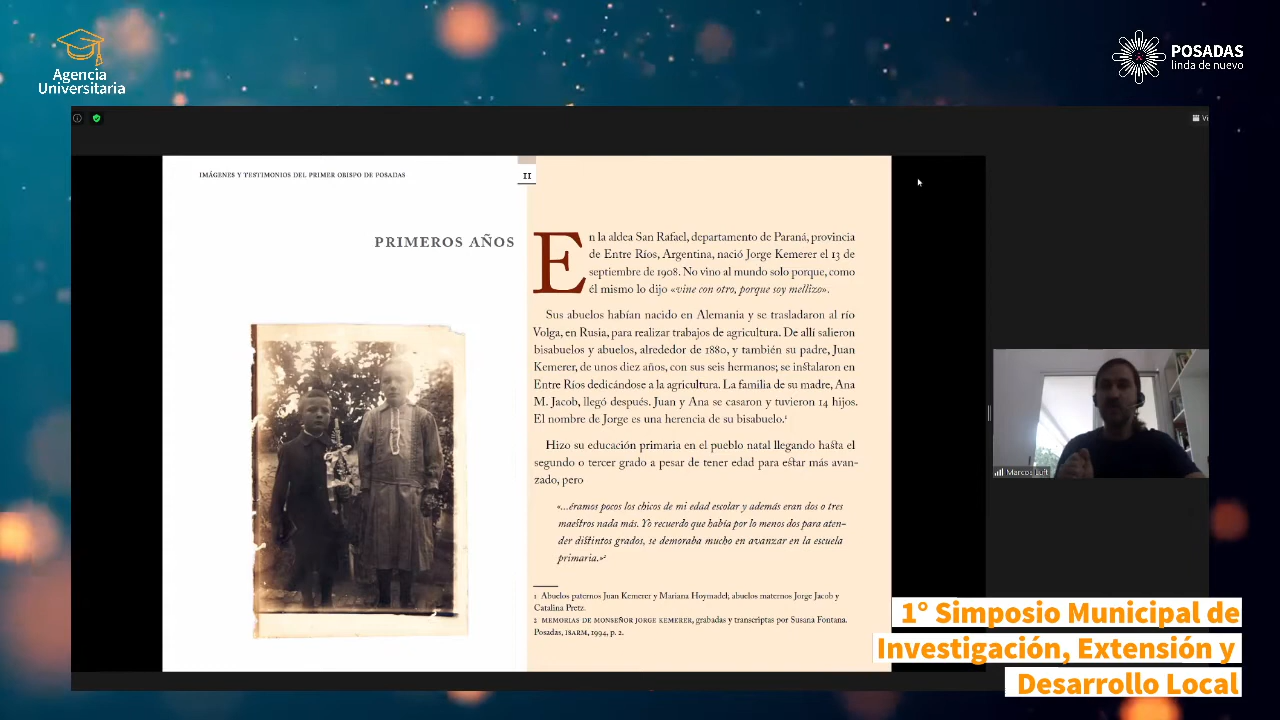 Agencia
Universitaria
POSADAS
linda de nuevo
IMÁGENES Y TESTIMONIOS DEL PRIMER OBISPO DE POSADAS
11
PRIMEROS AÑOS
En la aldea San Rafael, departamento de Paraná, provincia
de Entre Ríos, Argentina, nació Jorge Kemerer el 13 de
septiembre de 1908. No vino al mundo solo porque, como
él mismo lo dijo «vine con otro, porque soy mellizo».
Sus abuelos habían nacido en Alemania y se trasladaron al río
Volga, en Rusia, para realizar trabajos de agricultura. De allí salieron
bisabuelos y abuelos, alrededor de 1880, y también su padre, Juan
Kemerer, de unos diez años, con sus seis hermanos; se instalaron en
Entre Ríos dedicándose a la agricultura. La familia de su madre, Ana
M. Jacob, llegó después. Juan y Ana se casaron y tuvieron 14 hijos.
El nombre de Jorge es una herencia de su bisabuelo.¹
Hizo su educación primaria en el pueblo natal llegando hasta el
segundo o tercer grado a pesar de tener edad para estar más avan-
zado, pero
«...éramos pocos los chicos de mi edad escolar y además eran dos o tres
maestros nada más. Yo recuerdo que había por lo menos dos para aten-
der distintos grados, se demoraba mucho en avanzar en la escuela
primaria.»²
1 Abuelos paternos Juan Kemerer y Mariana Hoymadel; abuelos maternos Jorge Jacob y
Catalina Pretz.
2 MEMORIAS DE MONSEÑOR JORGE KEMERER, grabadas y transcriptas por Susana Fontana.
Posadas, ISARM, 1994, p. 2.
Vi
Marcos Luft
1° Simposio Municipal de
Investigación, Extensión y
Desarrollo Local